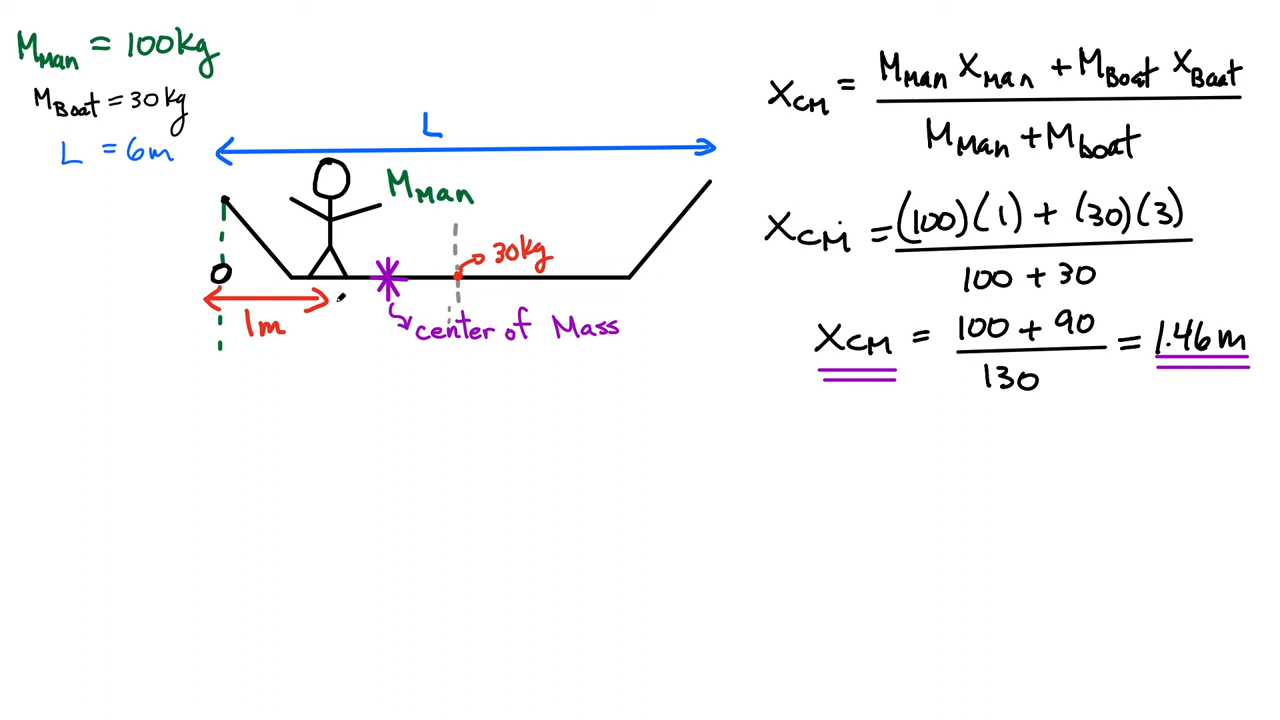 M_Man = 100kg
M_Boat = 30kg
L = 6m
L
M_Man
30kg
O
1m
center of Mass
X_CM = (M_Man X_Man + M_Boat X_Boat) / (M_Man + M_boat)
X_CM = ((100)(1) + (30)(3)) / (100 + 30)
X_CM = (100 + 90) / 130 = 1.46m